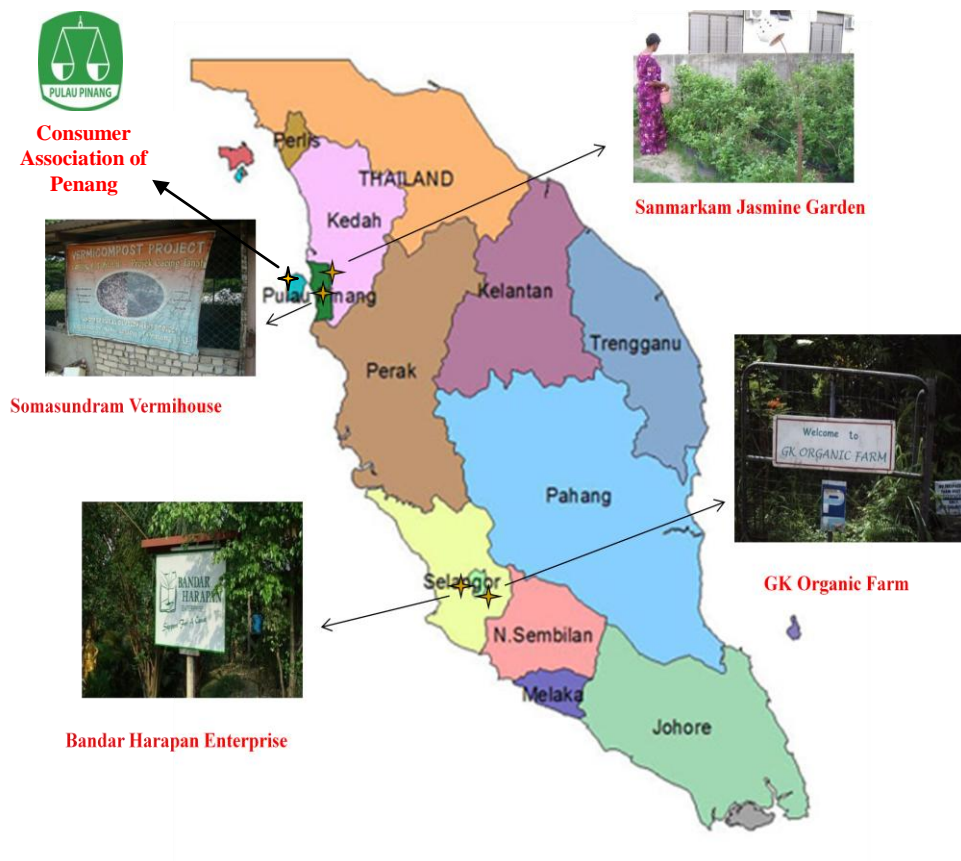 PULAU PINANG
Consumer
Association of
Penang
Perlis
THAILAND
Kedah
Sanmarkam Jasmine Garden
VERMICOMPOST PROJECT
Pulau Pinang
Kelantan
Trengganu
Perak
Somasundram Vermihouse
Welcome to
GK ORGANIC FARM
P
Pahang
BANDAR
HARAPAN
Selangor
GK Organic Farm
N.Sembilan
Melaka
Johore
Bandar Harapan Enterprise